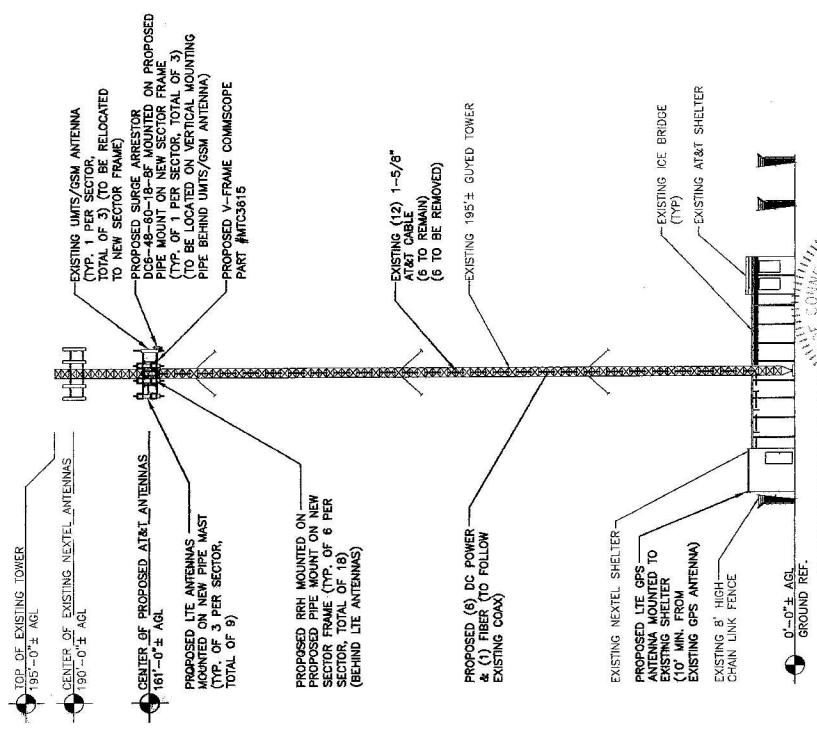 TOP OF EXISTING TOWER
195'-0"± AGL
CENTER OF EXISTING NEXTEL ANTENNAS
190'-0"± AGL
CENTER OF PROPOSED AT&T ANTENNAS
161'-0"± AGL
PROPOSED LTE ANTENNAS
MOUNTED ON NEW PIPE MAST
(TYP. OF 3 PER SECTOR,
TOTAL OF 9)
PROPOSED RRH MOUNTED ON
PROPOSED PIPE MOUNT ON NEW
SECTOR FRAME (TYP. OF 6 PER
SECTOR, TOTAL OF 18)
(BEHIND LTE ANTENNAS)
PROPOSED (6) DC POWER
& (1) FIBER (TO FOLLOW
EXISTING COAX)
EXISTING NEXTEL SHELTER
PROPOSED LTE GPS
ANTENNA MOUNTED TO
EXISTING SHELTER
(10' MIN. FROM
EXISTING GPS ANTENNA)
EXISTING 8' HIGH
CHAIN LINK FENCE
0'-0"± AGL
GROUND REF.
EXISTING UMTS/GSM ANTENNA
(TYP. 1 PER SECTOR,
TOTAL OF 3) (TO BE RELOCATED
TO NEW SECTOR FRAME)
PROPOSED SURGE ARRESTOR
DC6-48-60-18-8F MOUNTED ON PROPOSED
PIPE MOUNT ON NEW SECTOR FRAME
(TYP. OF 1 PER SECTOR, TOTAL OF 3)
(TO BE LOCATED ON VERTICAL MOUNTING
PIPE BEHIND UMTS/GSM ANTENNA)
PROPOSED V-FRAME COMMSCOPE
PART #MTC3615
EXISTING (12) 1-5/8"
AT&T CABLE
(6 TO REMAIN)
(6 TO BE REMOVED)
EXISTING 195'± GUYED TOWER
EXISTING ICE BRIDGE
(TYP)
EXISTING AT&T SHELTER